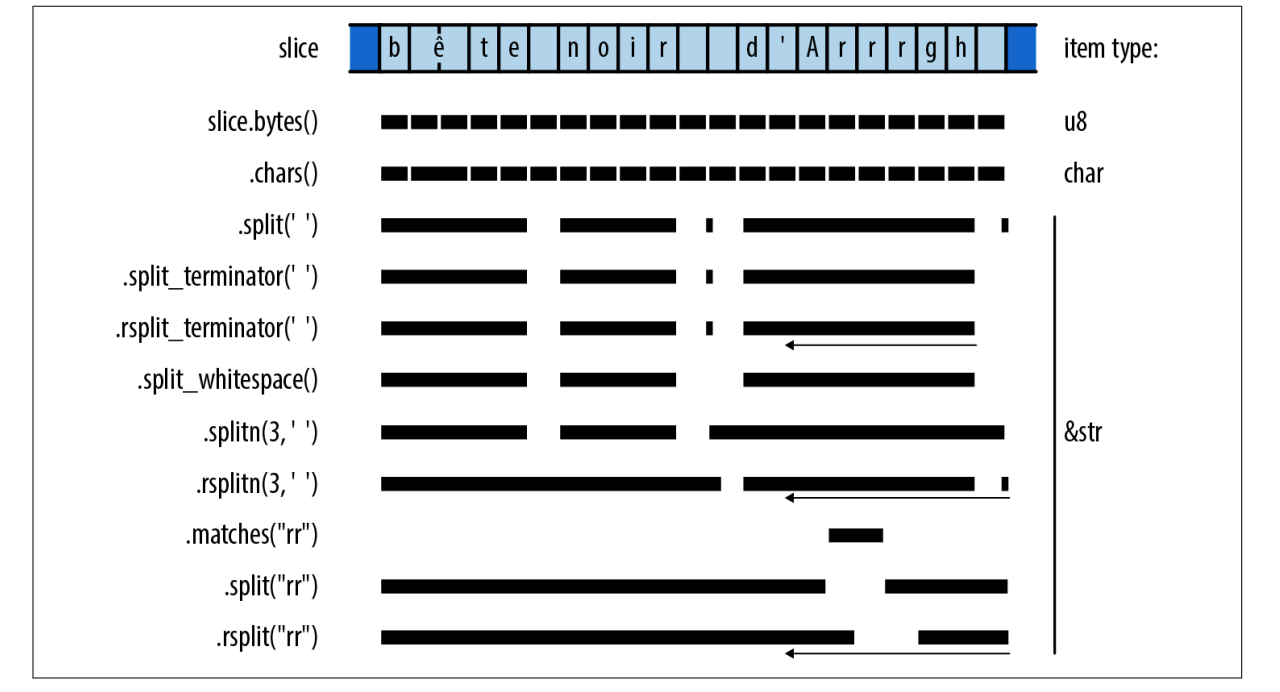 slice b ê t e n o i r d ' A r r r g h item type:
slice.bytes() u8
.chars() char
.split(' ')
.split_terminator(' ')
.rsplit_terminator(' ')
.split_whitespace()
.splitn(3, ' ') &str
.rsplitn(3, ' ')
.matches("rr")
.split("rr")
.rsplit("rr")